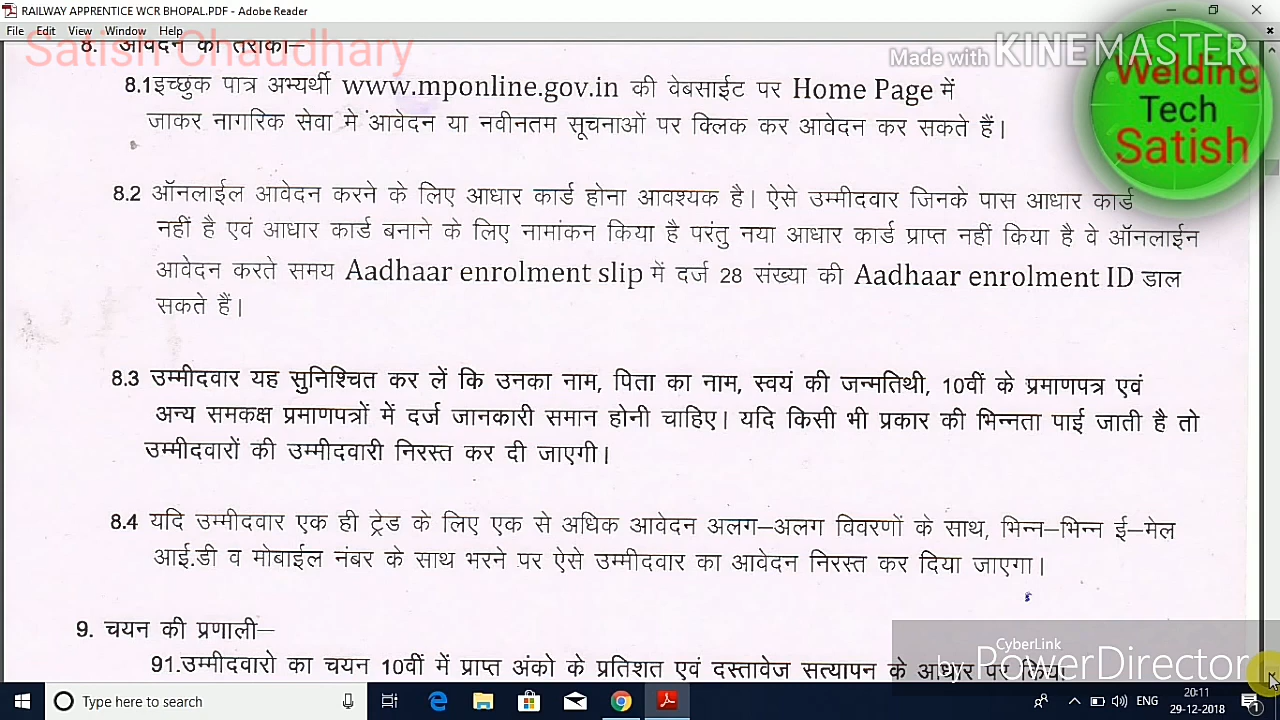 RAILWAY APPRENTICE WCR BHOPAL.PDF - Adobe Reader
File Edit View Window Help
Satish Chaudhary
Made with KINEMASTER
Welding
Tech
Satish
8. आवेदन का तरीका–
8.1इच्छुक पात्र अभ्यर्थी www.mponline.gov.in की वेबसाईट पर Home Page में
जाकर नागरिक सेवा में आवेदन या नवीनतम सूचनाओं पर क्लिक कर आवेदन कर सकते हैं।
8.2 ऑनलाईल आवेदन करने के लिए आधार कार्ड होना आवश्यक है। ऐसे उम्मीदवार जिनके पास आधार कार्ड
नहीं है एवं आधार कार्ड बनाने के लिए नामांकन किया है परंतु नया आधार कार्ड प्राप्त नहीं किया है वे ऑनलाईन
आवेदन करते समय Aadhaar enrolment slip में दर्ज 28 संख्या की Aadhaar enrolment ID डाल
सकते हैं।
8.3 उम्मीदवार यह सुनिश्चित कर लें कि उनका नाम, पिता का नाम, स्वयं की जन्मतिथी, 10वीं के प्रमाणपत्र एवं
अन्य समकक्ष प्रमाणपत्रों में दर्ज जानकारी समान होनी चाहिए। यदि किसी भी प्रकार की भिन्नता पाई जाती है तो
उम्मीदवारों की उम्मीदवारी निरस्त कर दी जाएगी।
8.4 यदि उम्मीदवार एक ही ट्रेड के लिए एक से अधिक आवेदन अलग–अलग विवरणों के साथ, भिन्न–भिन्न ई–मेल
आई.डी व मोबाईल नंबर के साथ भरने पर ऐसे उम्मीदवार का आवेदन निरस्त कर दिया जाएगा।
9. चयन की प्रणाली–
91.उम्मीदवारो का चयन 10वीं में प्राप्त अंको के प्रतिशत एवं दस्तावेज सत्यापन के आधार पर किया
CyberLink
by PowerDirector
Type here to search
ENG
20:11
29-12-2018
1